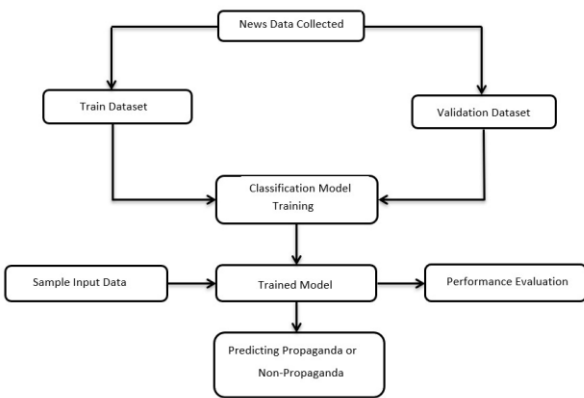 News Data Collected
Train Dataset
Validation Dataset
Classification Model
Training
Sample Input Data
Trained Model
Performance Evaluation
Predicting Propaganda or
Non-Propaganda